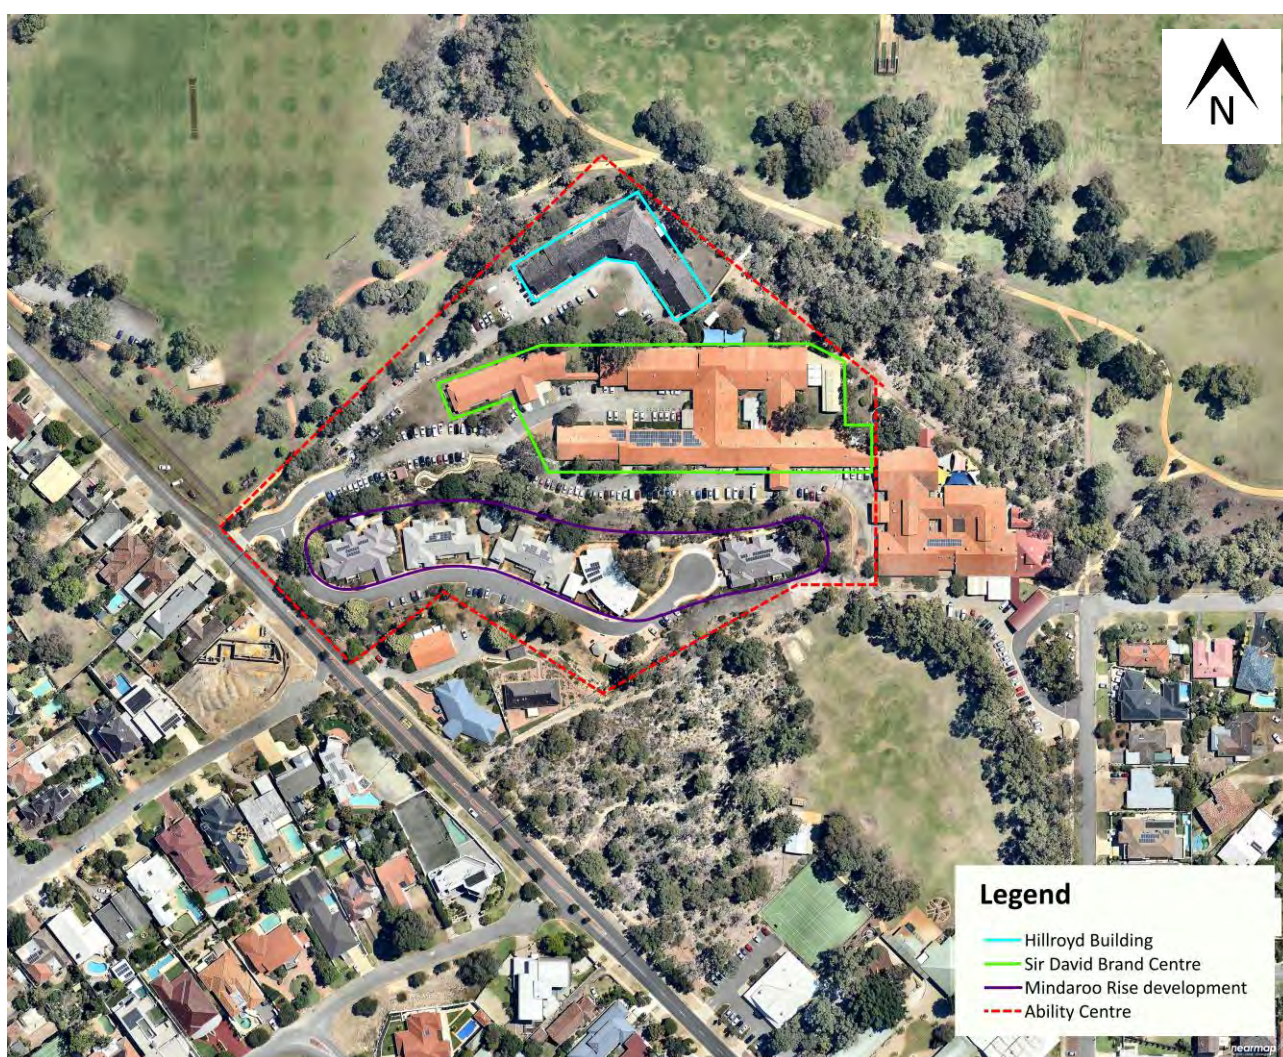 N
Legend
Hillroyd Building
Sir David Brand Centre
Mindaroo Rise development
Ability Centre
nearmap